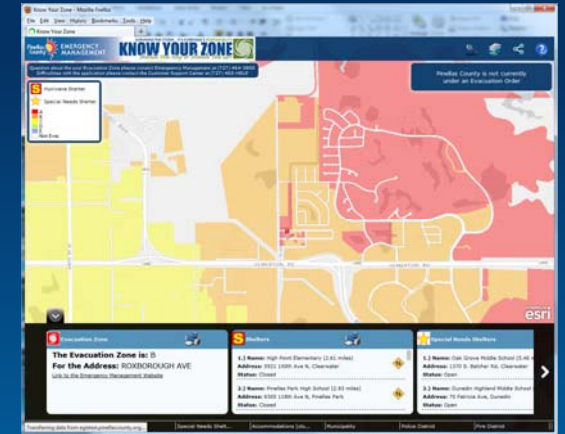 Know Your Zone - Mozilla Firefox
File Edit View History Bookmarks Tools Help
Know Your Zone
Pinellas County EMERGENCY MANAGEMENT
KNOW YOUR ZONE
Pinellas County is not currently
under an Evacuation Order
Hurricane Shelter
Special Needs Shelter
A
Non Evac
esri
Evacuation Zone
The Evacuation Zone is: B
For the Address: ROXBOROUGH AVE
Link to the Emergency Management Website
Shelters
1.) Name: High Point Elementary (2.61 miles)
Address: 5921 150th Ave N, Clearwater
Status: Closed
2.) Name: Pinellas Park High School (2.93 miles)
Address: 6305 118th Ave N, Pinellas Park
Status: Closed
Special Needs Shelters
1.) Name: Oak Grove Middle School (5.46
Address: 1370 S. Belcher Rd, Clearwater
Status: Open
2.) Name: Dunedin Highland Middle School
Address: 70 Patricia Ave, Dunedin
Status: Open
Special Needs Shelt...
Municipality
Police District
Fire District